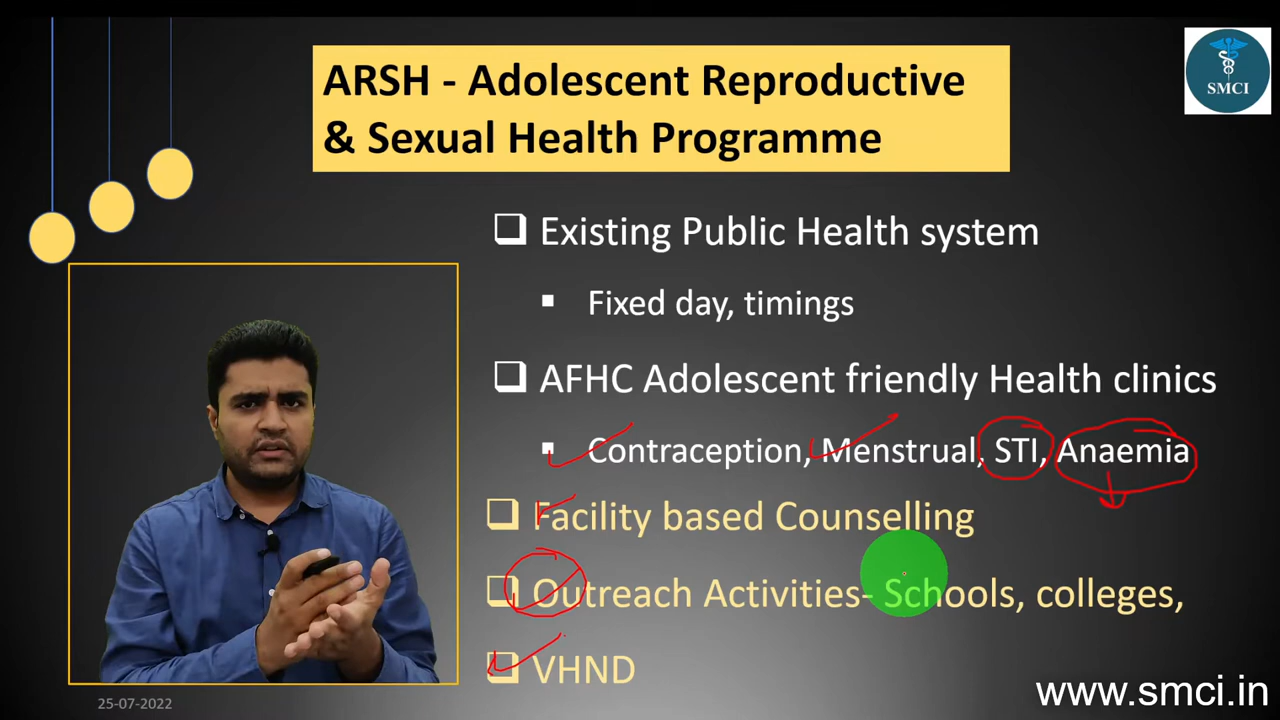 ARSH - Adolescent Reproductive
& Sexual Health Programme
SMCI
Existing Public Health system
Fixed day, timings
AFHC Adolescent friendly Health clinics
Contraception, Menstrual, STI, Anaemia
Facility based Counselling
Outreach Activities- Schools, colleges,
VHND
www.smci.in
25-07-2022